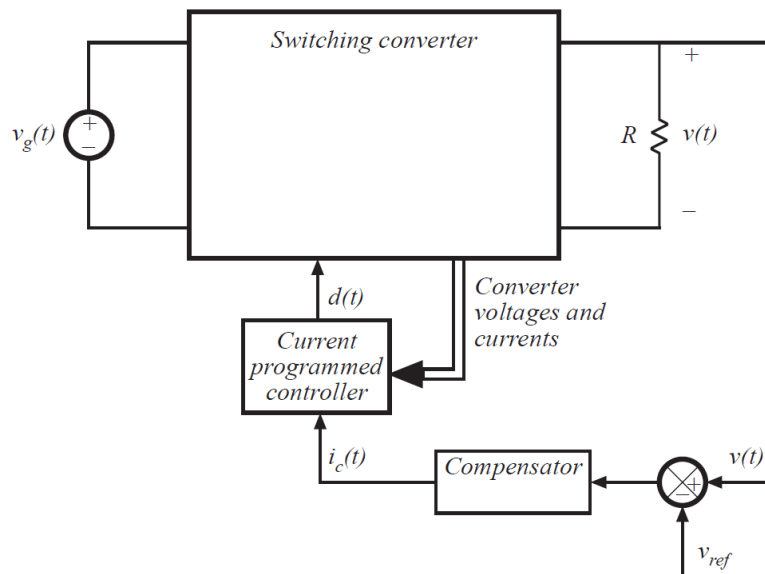 Switching converter
+
v_g(t)
+
−
R
v(t)
−
d(t)
Converter
voltages and
currents
Current
programmed
controller
i_c(t)
Compensator
v(t)
+
−
v_ref